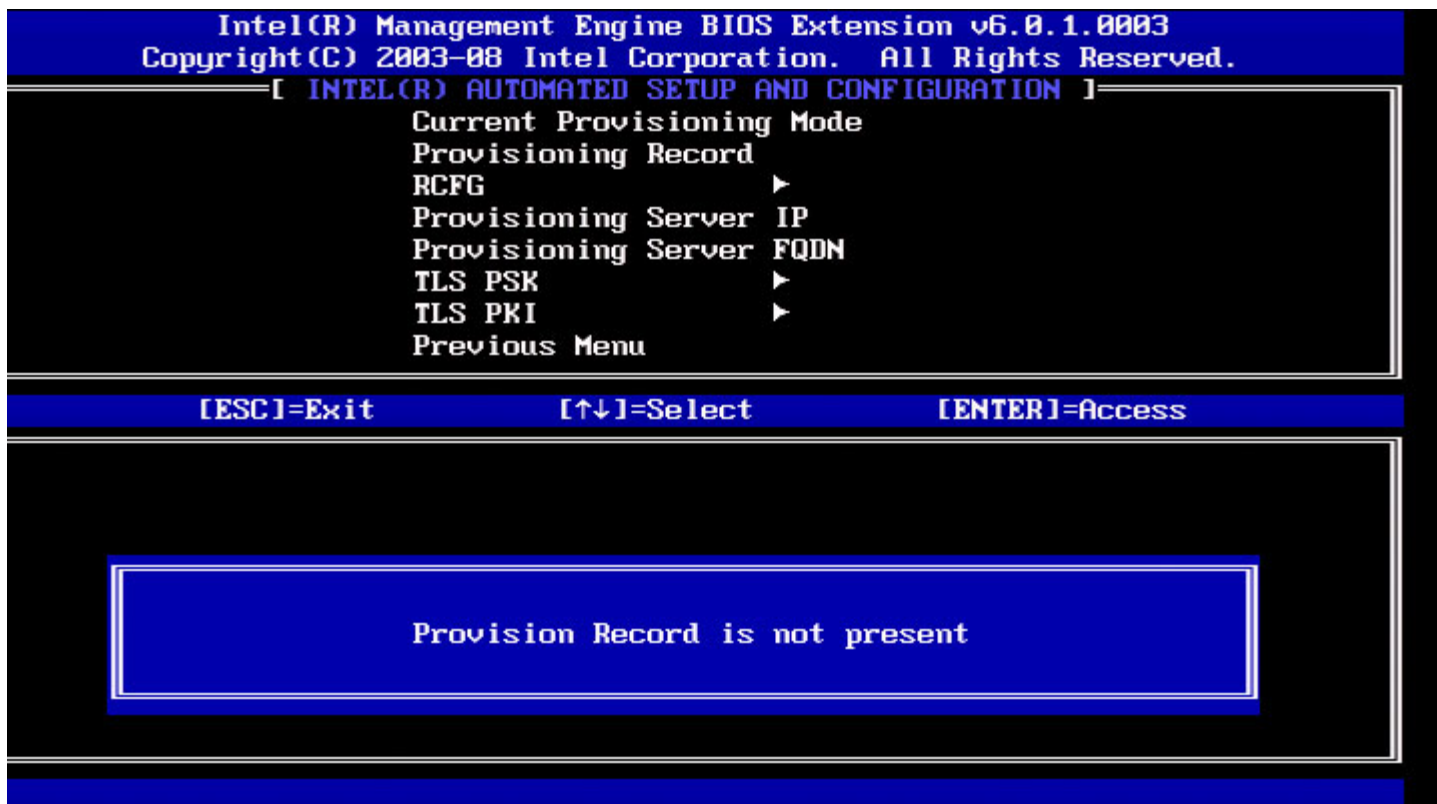 Intel(R) Management Engine BIOS Extension v6.0.1.0003
Copyright(C) 2003-08 Intel Corporation. All Rights Reserved.
[ INTEL(R) AUTOMATED SETUP AND CONFIGURATION ]
Current Provisioning Mode
Provisioning Record
RCFG ►
Provisioning Server IP
Provisioning Server FQDN
TLS PSK ►
TLS PKI ►
Previous Menu
[ESC]=Exit [↑↓]=Select [ENTER]=Access
Provision Record is not present